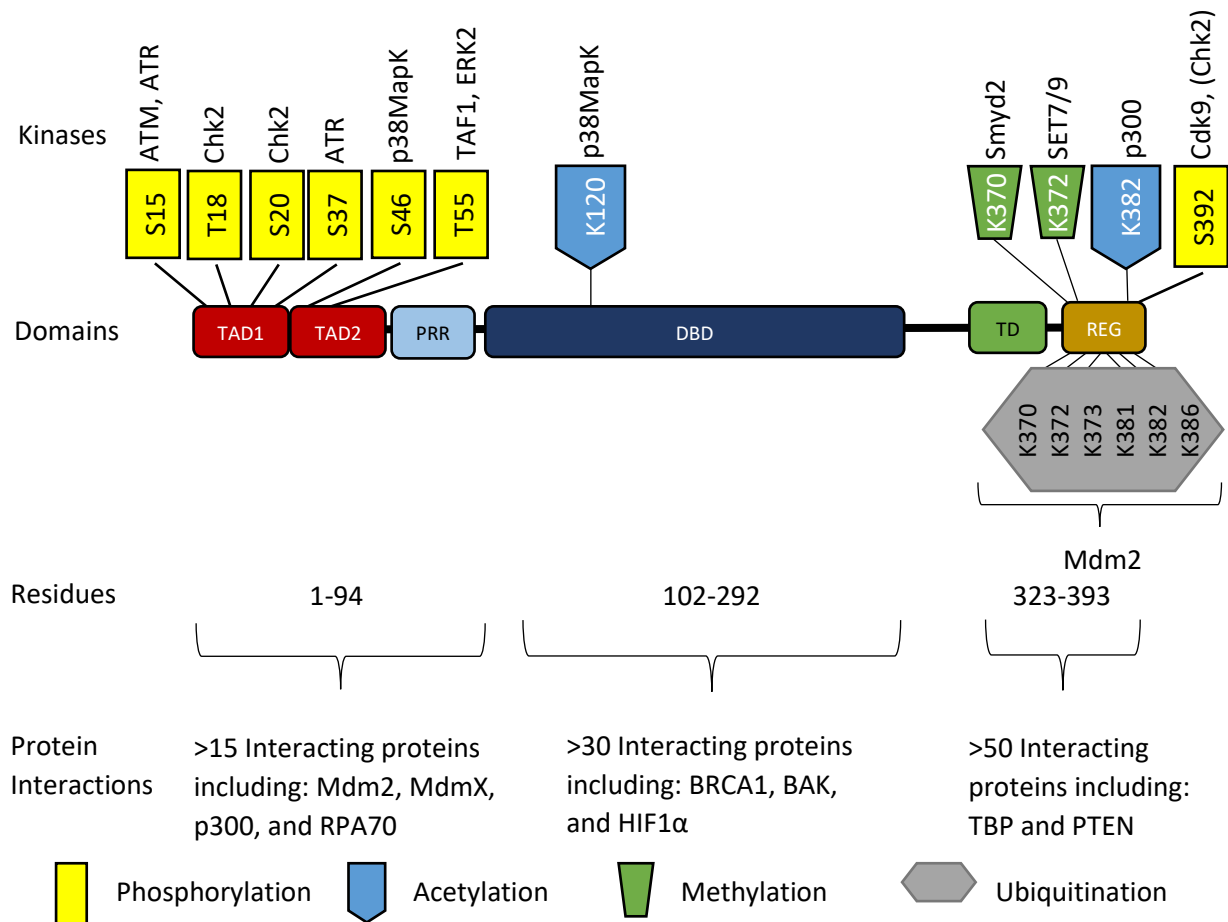 Kinases
ATM, ATR
Chk2
Chk2
ATR
p38MapK
TAF1, ERK2
p38MapK
Smyd2
SET7/9
p300
Cdk9, (Chk2)
S15
T18
S20
S37
S46
T55
K120
K370
K372
K382
S392
Domains
TAD1
TAD2
PRR
DBD
TD
REG
K370
K372
K373
K381
K382
K386
Mdm2
Residues
1-94
102-292
323-393
Protein
Interactions
>15 Interacting proteins
including: Mdm2, MdmX,
p300, and RPA70
>30 Interacting proteins
including: BRCA1, BAK,
and HIF1α
>50 Interacting
proteins including:
TBP and PTEN
Phosphorylation
Acetylation
Methylation
Ubiquitination